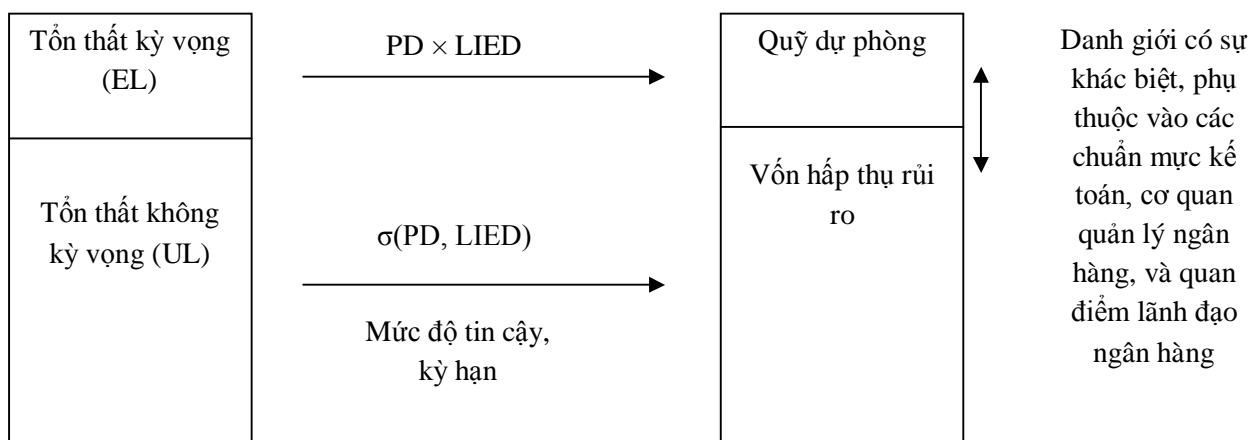 Tổn thất kỳ vọng
(EL)
PD × LIED
Quỹ dự phòng
Tổn thất không
kỳ vọng (UL)
σ(PD, LIED)
Mức độ tin cậy,
kỳ hạn
Vốn hấp thụ rủi
ro
Danh giới có sự
khác biệt, phụ
thuộc vào các
chuẩn mực kế
toán, cơ quan
quản lý ngân
hàng, và quan
điểm lãnh đạo
ngân hàng